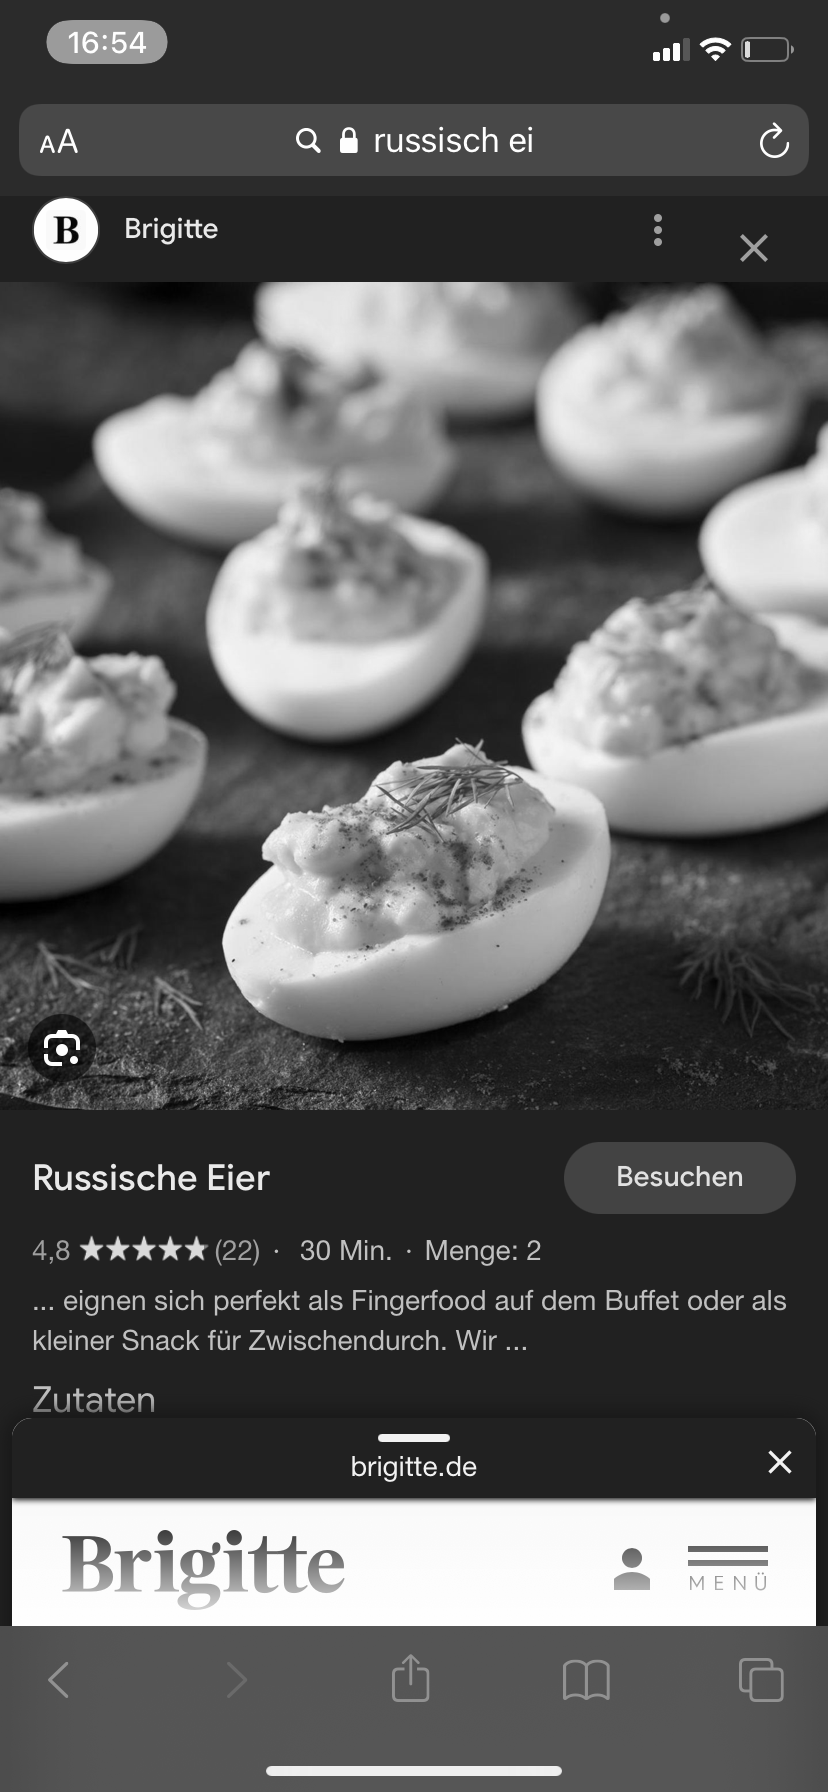 16:54
AA russisch ei
B Brigitte
Russische Eier
Besuchen
4,8 ★★★★★ (22) · 30 Min. · Menge: 2
... eignen sich perfekt als Fingerfood auf dem Buffet oder als
kleiner Snack für Zwischendurch. Wir ...
Zutaten
brigitte.de
Brigitte
MENÜ